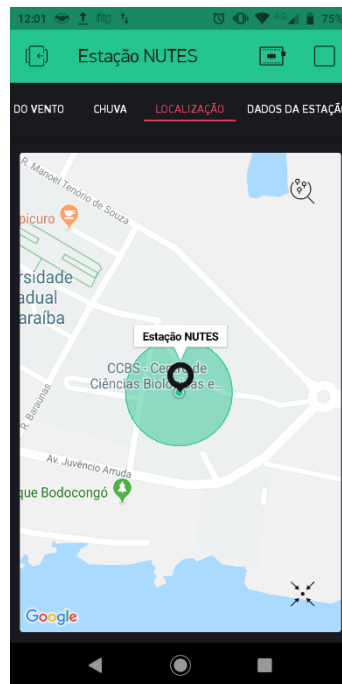 12:01
4G
75%
Estação NUTES
DO VENTO
CHUVA
LOCALIZAÇÃO
DADOS DA ESTAÇÃ
R. Manoel Tenório de Souza
picuro
rsidade
adual
araíba
Estação NUTES
CCBS - Centro de
Ciências Biológicas e...
R. Baraúnas
Av. Juvêncio Arruda
que Bodocongó
Google